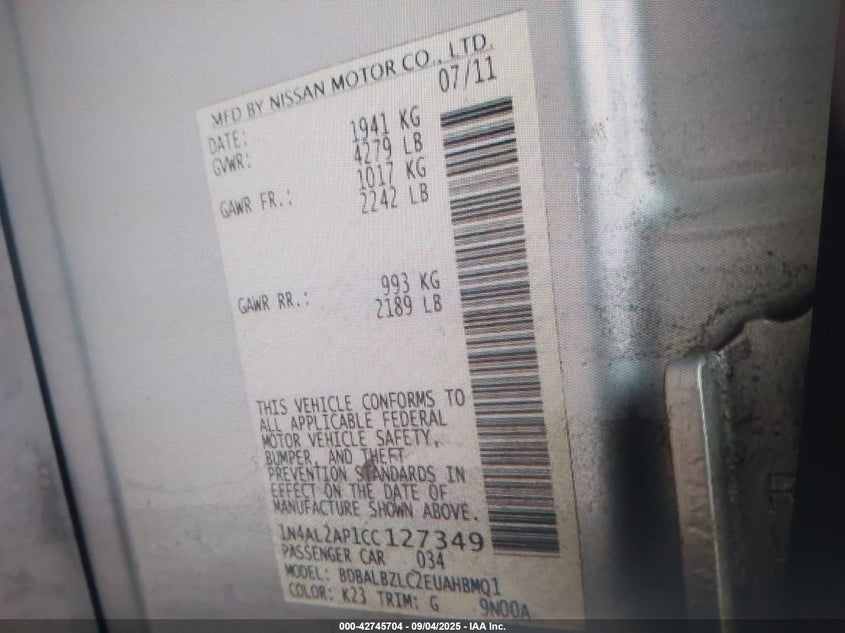 MFD BY NISSAN MOTOR CO., LTD.
DATE: 07/11
GVWR: 1941 KG
4279 LB
GAWR FR.: 1017 KG
2242 LB
GAWR RR.: 993 KG
2189 LB
THIS VEHICLE CONFORMS TO
ALL APPLICABLE FEDERAL
MOTOR VEHICLE SAFETY,
BUMPER, AND THEFT
PREVENTION STANDARDS IN
EFFECT ON THE DATE OF
MANUFACTURE SHOWN ABOVE.
1N4AL2AP1CC127349
PASSENGER CAR 034
MODEL: BDBALBZLC2EUAHBMQ1
COLOR: K23 TRIM: G 9N00A
000-42745704 - 09/04/2025 - IAA Inc.